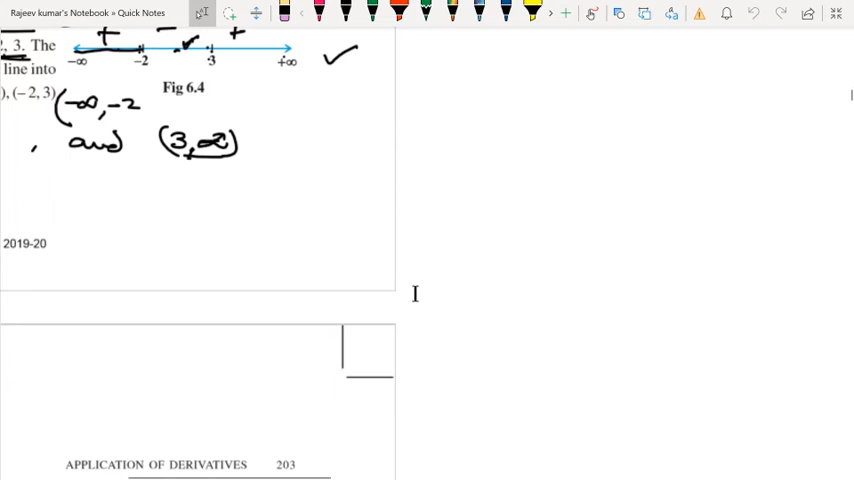 Rajeev kumar's Notebook » Quick Notes
+ − +
2, 3. The
line into
−∞ −2 3 +∞
Fig 6.4
), (− 2, 3)
(-∞, -2
, and (3, ∞)
2019-20
APPLICATION OF DERIVATIVES 203